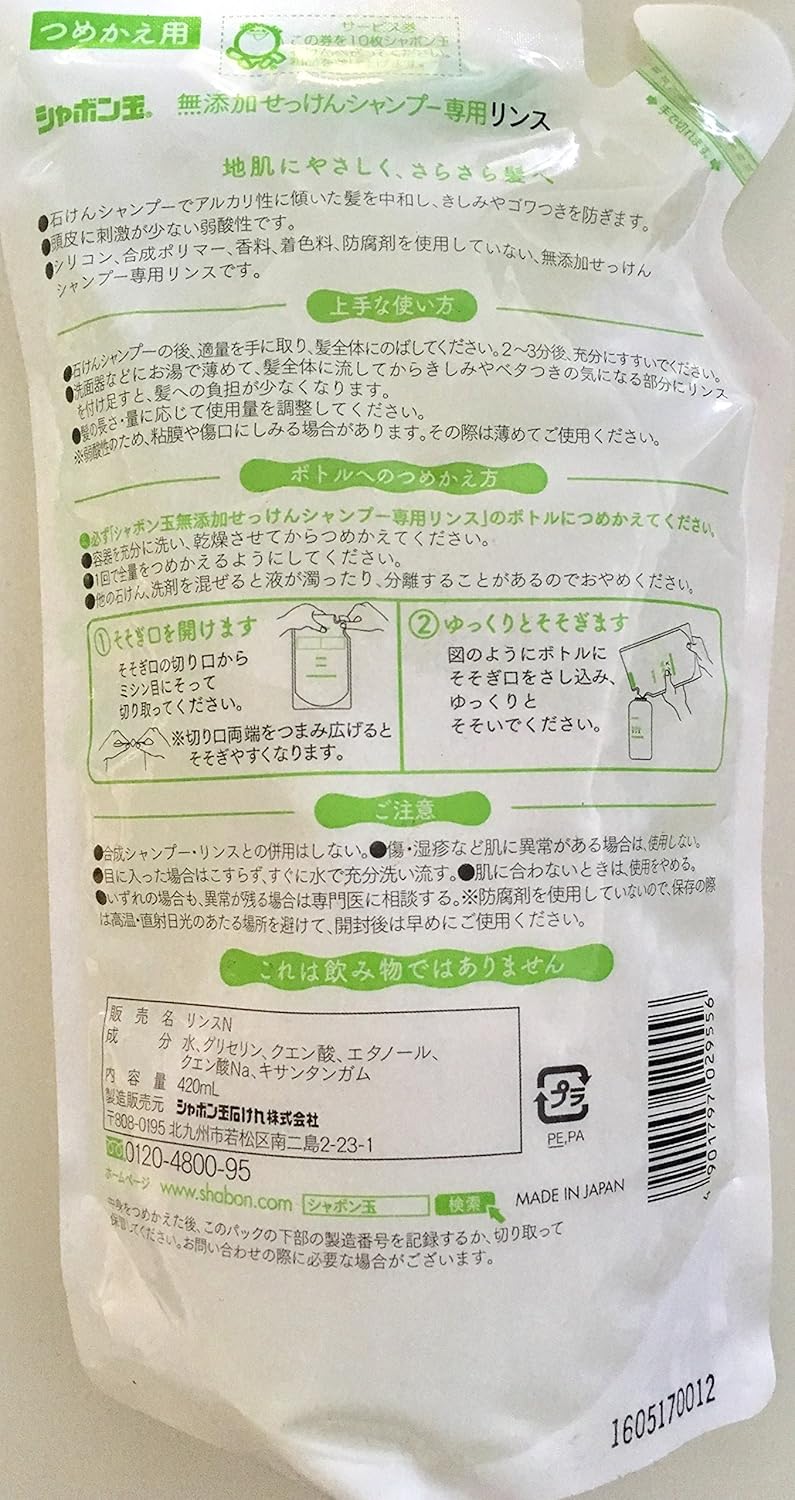 つめかえ用
サービス券
この券を10枚シャボン玉
シャボン玉® 無添加せっけんシャンプー専用リンス
手で切れます。
地肌にやさしく、さらさら髪へ
●石けんシャンプーでアルカリ性に傾いた髪を中和し、きしみやゴワつきを防ぎます。
●頭皮に刺激が少ない弱酸性です。
●シリコン、合成ポリマー、香料、着色料、防腐剤を使用していない、無添加せっけん
シャンプー専用リンスです。
上手な使い方
●石けんシャンプーの後、適量を手に取り、髪全体にのばしてください。2〜3分後、充分にすすいでください。
●洗面器などにお湯で薄めて、髪全体に流してからきしみやベタつきの気になる部分にリンス
を付け足すと、髪への負担が少なくなります。
●髪の長さ・量に応じて使用量を調整してください。
※弱酸性のため、粘膜や傷口にしみる場合があります。その際は薄めてご使用ください。
ボトルへのつめかえ方
●必ず「シャボン玉無添加せっけんシャンプー専用リンス」のボトルにつめかえてください。
●容器を充分に洗い、乾燥させてからつめかえてください。
●1回で全量をつめかえるようにしてください。
●他の石けん、洗剤を混ぜると液が濁ったり、分離することがあるのでおやめください。
①そそぎ口を開けます
そそぎ口の切り口から
ミシン目にそって
切り取ってください。
※切り口両端をつまみ広げると
そそぎやすくなります。
②ゆっくりとそそぎます
図のようにボトルに
そそぎ口をさし込み、
ゆっくりと
そそいでください。
ご注意
●合成シャンプー・リンスとの併用はしない。●傷・湿疹など肌に異常がある場合は、使用しない。
●目に入った場合はこすらず、すぐに水で充分洗い流す。●肌に合わないときは、使用をやめる。
●いずれの場合も、異常が残る場合は専門医に相談する。※防腐剤を使用していないので、保存の際
は高温・直射日光のあたる場所を避けて、開封後は早めにご使用ください。
これは飲み物ではありません
販売名 リンスN
成分 水、グリセリン、クエン酸、エタノール、
クエン酸Na、キサンタンガム
内容量 420mL
製造販売元 シャボン玉石けん株式会社
〒808-0195 北九州市若松区南二島2-23-1
0120-4800-95
ホームページ www.shabon.com シャボン玉 検索
プラ
PE,PA
MADE IN JAPAN
4 901797 029556
中身をつめかえた後、このパックの下部の製造番号を記録するか、切り取って
保管してください。お問い合わせの際に必要な場合がございます。
1605170012